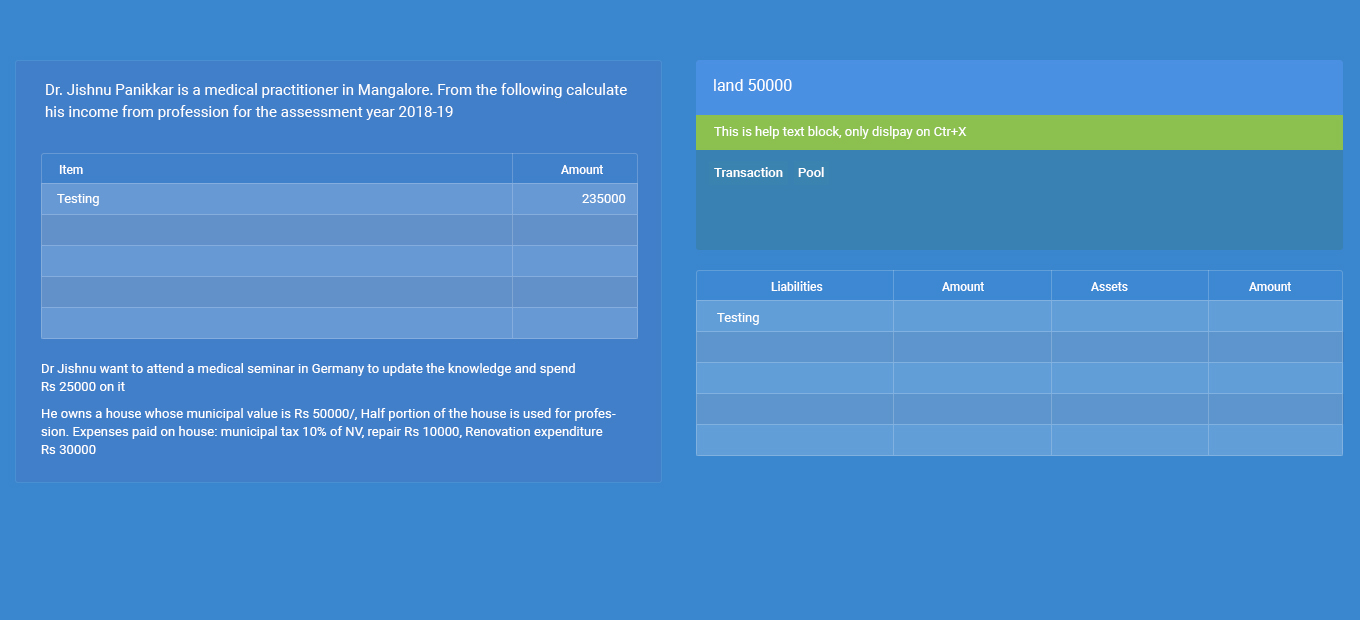 Dr. Jishnu Panikkar is a medical practitioner in Mangalore. From the following calculate
his income from profession for the assessment year 2018-19
Item Amount
Testing 235000
Dr Jishnu want to attend a medical seminar in Germany to update the knowledge and spend
Rs 25000 on it
He owns a house whose municipal value is Rs 50000/, Half portion of the house is used for profes-
sion. Expenses paid on house: municipal tax 10% of NV, repair Rs 10000, Renovation expenditure
Rs 30000
land 50000
This is help text block, only dislpay on Ctr+X
Transaction Pool
Liabilities Amount Assets Amount
Testing